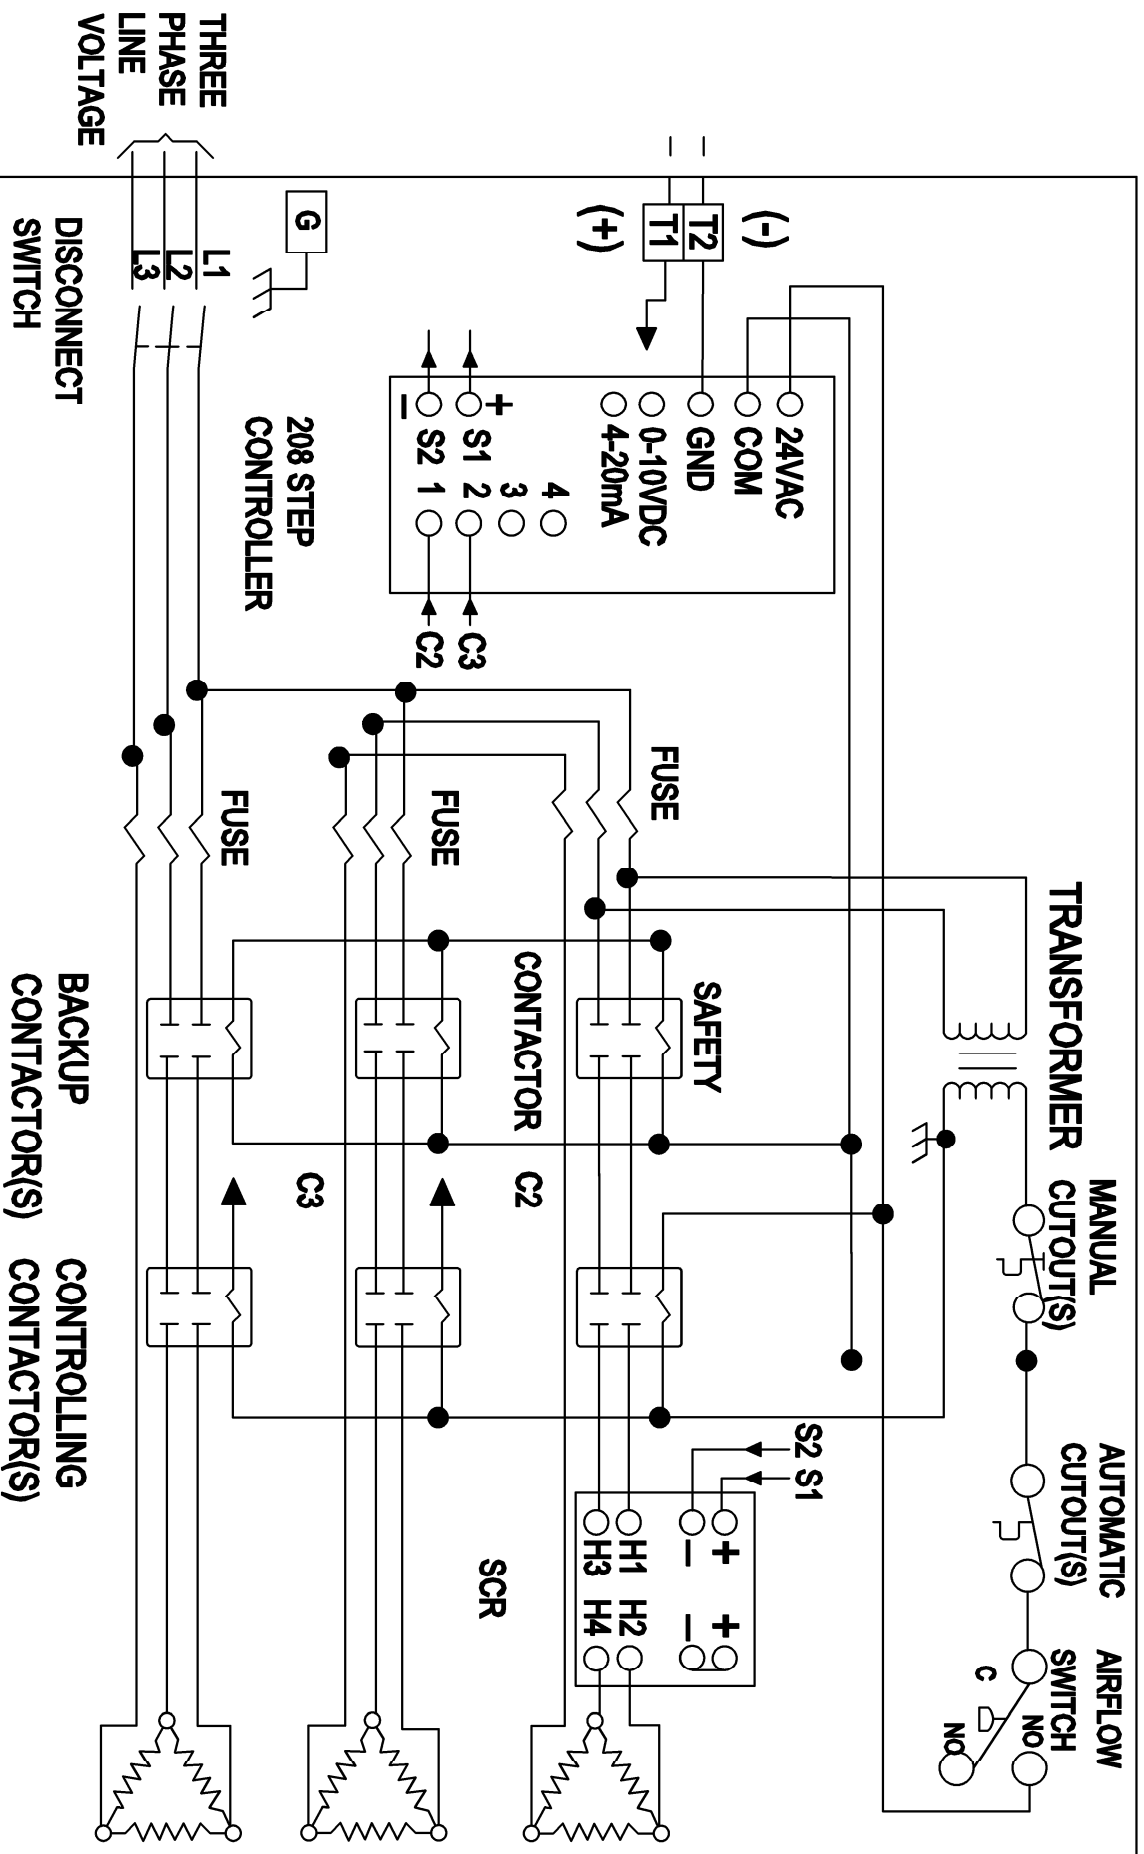 THREE
PHASE
LINE
VOLTAGE
DISCONNECT
SWITCH
L1
L2
L3
G
(-)
T2
T1
(+)
24VAC
COM
GND
0-10VDC
4-20mA
4
3
+ S1 2
- S2 1
C3
C2
208 STEP
CONTROLLER
FUSE
FUSE
FUSE
TRANSFORMER
SAFETY
CONTACTOR
BACKUP
CONTACTOR(S)
C2
C3
CONTROLLING
CONTACTOR(S)
MANUAL
CUTOUT(S)
AUTOMATIC
CUTOUT(S)
AIRFLOW
SWITCH
NO
C
NO
S2 S1
+ +
- -
H1 H2
H3 H4
SCR